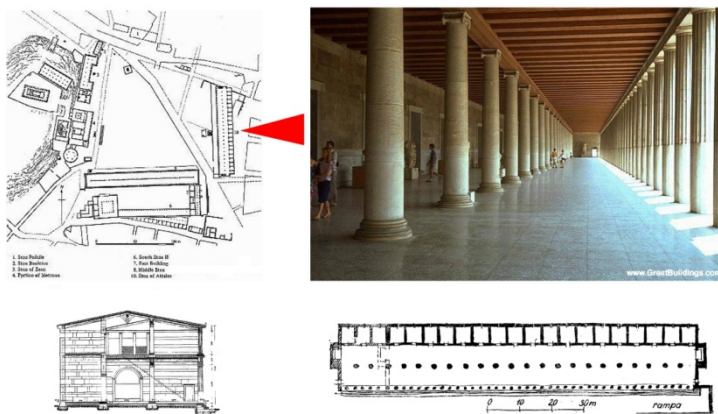 1. Stoa Poikile
2. Stoa Basileios
3. Stoa of Zeus
4. Portico of Metroon
6. South Stoa II
7. East Building
8. Middle Stoa
10. Stoa of Attalos
www.GreatBuildings.com
0 10 20 30m
rampa